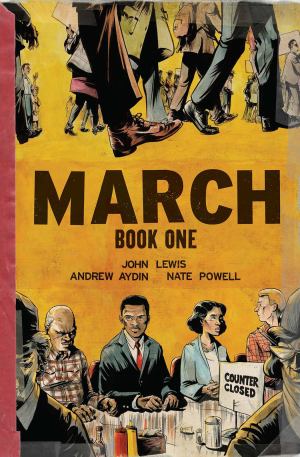 MARCH
BOOK ONE
JOHN LEWIS
ANDREW AYDIN NATE POWELL
COUNTER
CLOSED